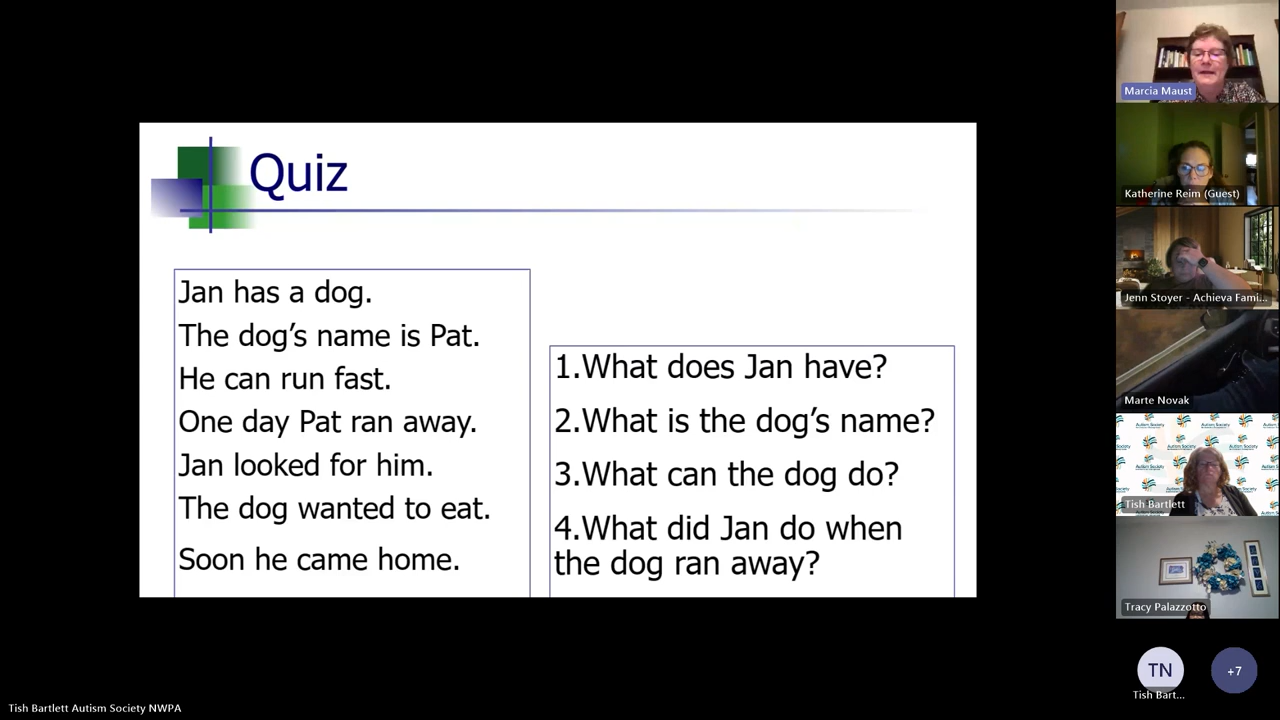 Quiz
Jan has a dog.
The dog’s name is Pat.
He can run fast.
One day Pat ran away.
Jan looked for him.
The dog wanted to eat.
Soon he came home.
1.What does Jan have?
2.What is the dog’s name?
3.What can the dog do?
4.What did Jan do when
the dog ran away?
Marcia Maust
Katherine Reim (Guest)
Jenn Stoyer - Achieva Fami...
Marte Novak
Autism Society
Tish Bartlett
Tracy Palazzotto
TN
+7
Tish Bart...
Tish Bartlett Autism Society NWPA